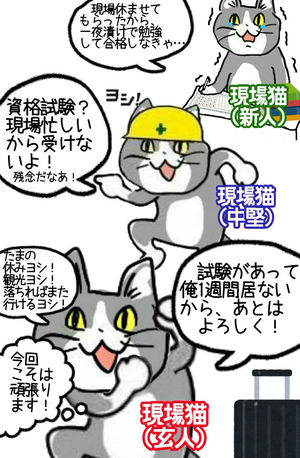 現場休ませて
もらったから、
一夜漬けで勉強
して合格しなきゃ…
現場猫
(新人)
ヨシ!
資格試験?
現場忙しい
から受けな
いよ!
残念だなあ!
現場猫
(中堅)
たまの
休みヨシ!
観光ヨシ!
落ちればまた
行けるヨシ!
試験があって
俺1週間居ない
から、あとは
よろしく!
今回
こそは
頑張り
ます!
現場猫
(玄人)